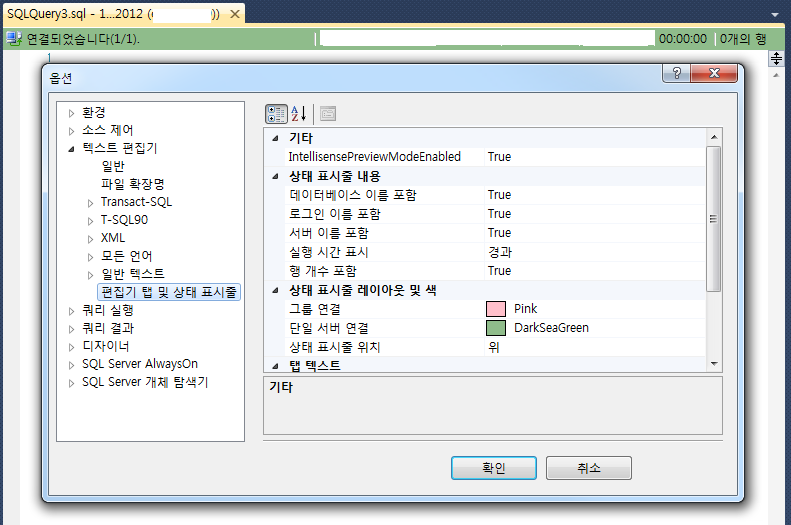 SQLQuery3.sql - 1...2012 ( ))
연결되었습니다(1/1). 00:00:00 0개의 행
1
옵션
환경
소스 제어
텍스트 편집기
일반
파일 확장명
Transact-SQL
T-SQL90
XML
모든 언어
일반 텍스트
편집기 탭 및 상태 표시줄
쿼리 실행
쿼리 결과
디자이너
SQL Server AlwaysOn
SQL Server 개체 탐색기
기타
IntellisensePreviewModeEnabled True
상태 표시줄 내용
데이터베이스 이름 포함 True
로그인 이름 포함 True
서버 이름 포함 True
실행 시간 표시 경과
행 개수 포함 True
상태 표시줄 레이아웃 및 색
그룹 연결 Pink
단일 서버 연결 DarkSeaGreen
상태 표시줄 위치 위
탭 텍스트
기타
확인 취소